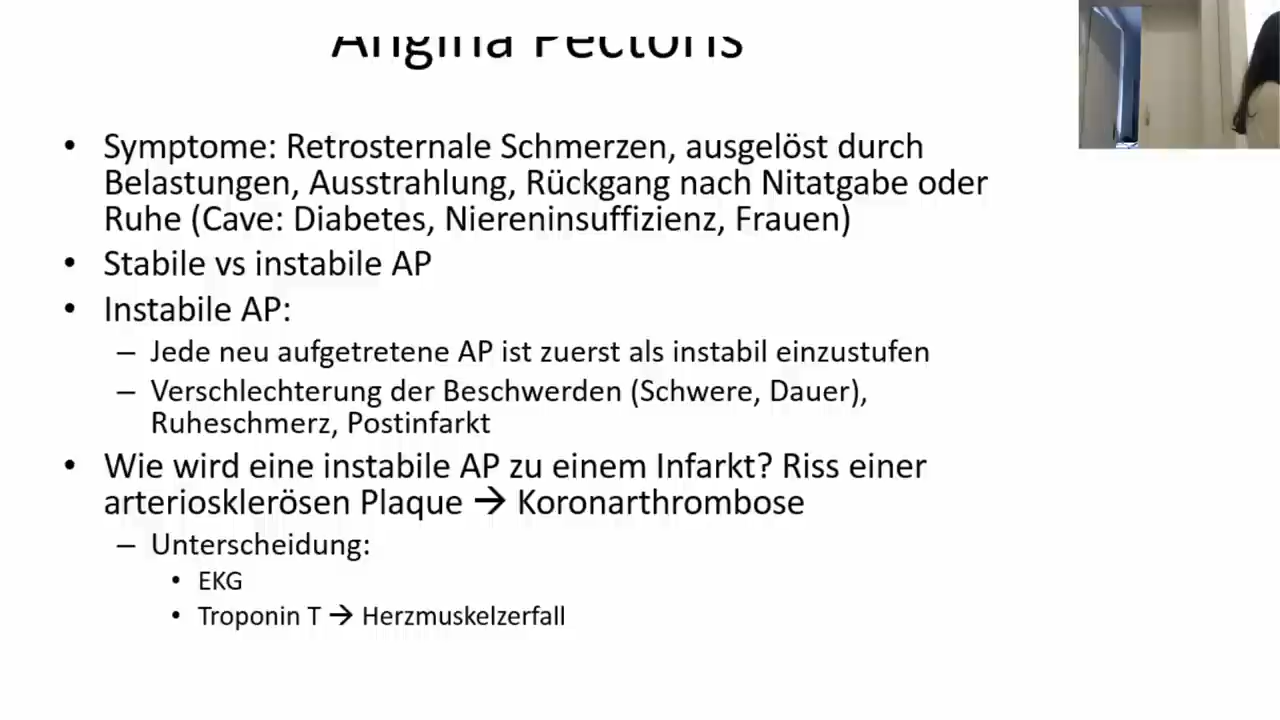 Angina Pectoris
• Symptome: Retrosternale Schmerzen, ausgelöst durch
Belastungen, Ausstrahlung, Rückgang nach Nitatgabe oder
Ruhe (Cave: Diabetes, Niereninsuffizienz, Frauen)
• Stabile vs instabile AP
• Instabile AP:
– Jede neu aufgetretene AP ist zuerst als instabil einzustufen
– Verschlechterung der Beschwerden (Schwere, Dauer),
Ruheschmerz, Postinfarkt
• Wie wird eine instabile AP zu einem Infarkt? Riss einer
arteriosklerösen Plaque → Koronarthrombose
– Unterscheidung:
• EKG
• Troponin T → Herzmuskelzerfall